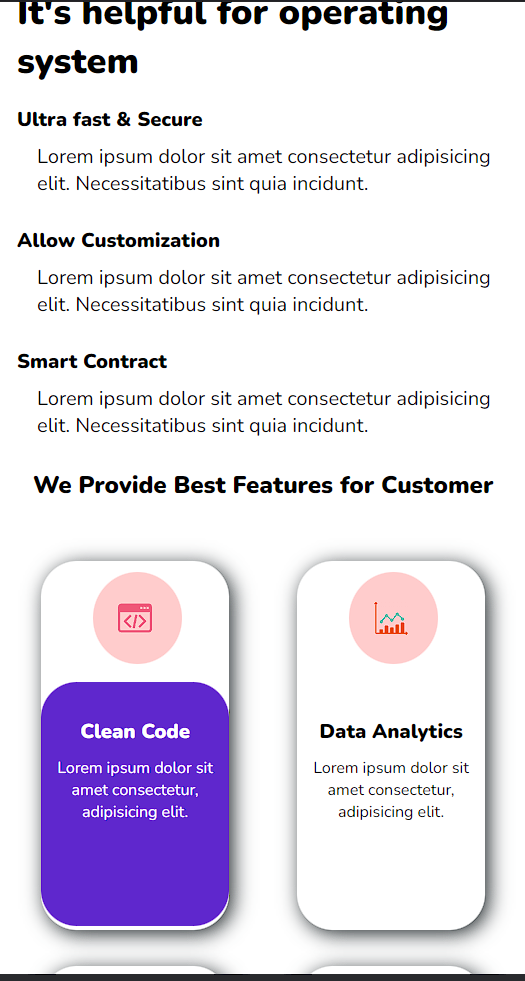 It's helpful for operating
system
Ultra fast & Secure
Lorem ipsum dolor sit amet consectetur adipisicing
elit. Necessitatibus sint quia incidunt.
Allow Customization
Lorem ipsum dolor sit amet consectetur adipisicing
elit. Necessitatibus sint quia incidunt.
Smart Contract
Lorem ipsum dolor sit amet consectetur adipisicing
elit. Necessitatibus sint quia incidunt.
We Provide Best Features for Customer
Clean Code
Lorem ipsum dolor sit
amet consectetur,
adipisicing elit.
Data Analytics
Lorem ipsum dolor sit
amet consectetur,
adipisicing elit.